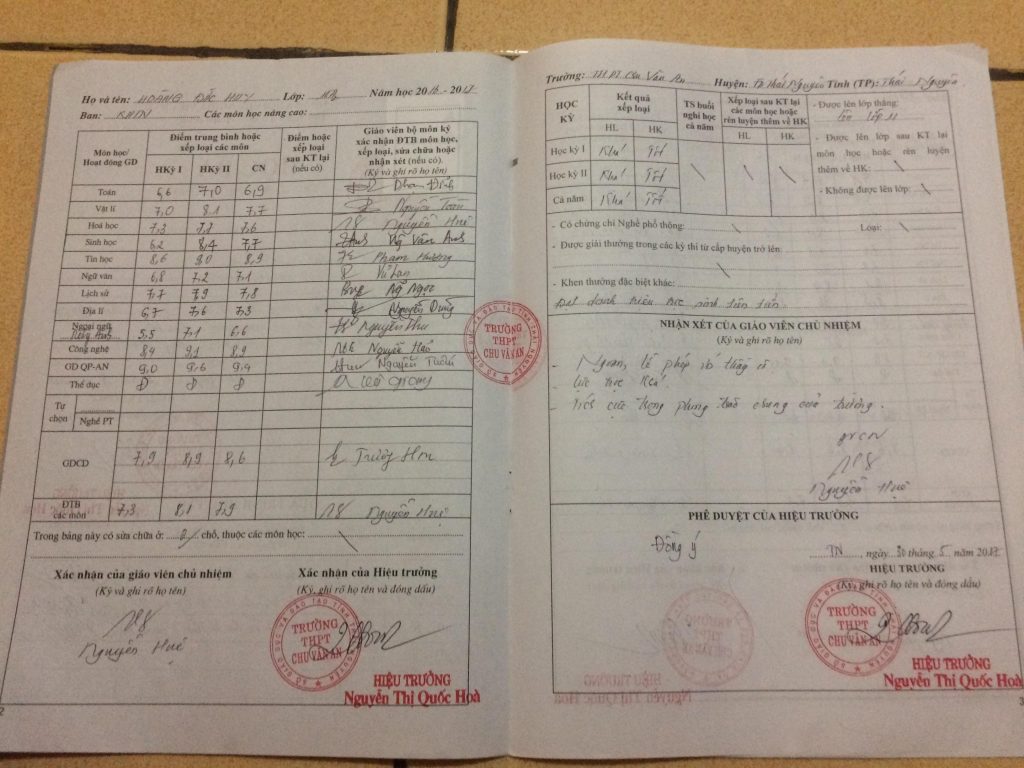 Họ và tên: HOÀNG ĐẮC HUY Lớp: Năm học 2016 - 2017
Ban: KHTN Các môn học nâng cao:
Môn học/ Hoạt động GD
Điểm trung bình hoặc xếp loại các môn
HKỳ I HKỳ II CN
Điểm hoặc xếp loại sau KT lại (nếu có)
Giáo viên bộ môn ký xác nhận ĐTB môn học, xếp loại, sửa chữa hoặc nhận xét (nếu có). (Ký và ghi rõ họ tên)
Toán 6,6 7,0 6,9
Vật lí 7,0 8,1 7,7 Nguyễn Toàn
Hoá học 7,3 7,7 7,6 Nguyễn Huệ
Sinh học 6,2 8,4 7,7 Vân Anh
Tin học 8,6 9,0 8,9 Phạm Hương
Ngữ văn 6,8 7,2 7,1 Vũ Lan
Lịch sử 7,7 7,9 7,8 Ngọc
Địa lí 6,7 7,6 7,3 Nguyễn Dũng
Ngoại ngữ Tiếng Anh 5,5 7,1 6,6 Nguyễn Thu
Công nghệ 8,4 9,1 8,9 Nguyễn Hảo
GD QP-AN 9,0 9,6 9,4 Nguyễn
Thể dục Đ Đ Đ
Tự chọn
Nghề PT
GDCD 7,9 8,9 8,6 Trương
ĐTB các môn 7,3 8,1 7,9 Nguyễn Huệ
Trong bảng này có sửa chữa ở: chỗ, thuộc các môn học:
Xác nhận của giáo viên chủ nhiệm
(Ký và ghi rõ họ tên)
Nguyễn Huệ
Xác nhận của Hiệu trưởng
(Ký, ghi rõ họ tên và đóng dấu)
TRƯỜNG THPT CHU VĂN AN
HIỆU TRƯỞNG
Nguyễn Thị Quốc Hoà
2
SỞ GIÁO DỤC VÀ ĐÀO TẠO TỈNH THÁI NGUYÊN
TRƯỜNG THPT CHU VĂN AN
Trường: THPT Chu Văn An Huyện: Tp Thái Nguyên Tỉnh (TP): Thái Nguyên
HỌC KỲ
Kết quả xếp loại
HL HK
TS buổi nghỉ học cả năm
Xếp loại sau KT lại các môn học hoặc rèn luyện thêm về HK
HL HK
Học kỳ I Khá Tốt
Học kỳ II Khá Tốt
Cả năm Khá Tốt
- Được lên lớp thẳng:
Lên lớp 11
- Được lên lớp sau KT lại môn học hoặc rèn luyện thêm về HK:
- Không được lên lớp:
- Có chứng chỉ Nghề phổ thông: Loại:
- Được giải thưởng trong các kỳ thi từ cấp huyện trở lên:
- Khen thưởng đặc biệt khác:
Đạt danh hiệu học sinh tiên tiến.
NHẬN XÉT CỦA GIÁO VIÊN CHỦ NHIỆM
(Ký và ghi rõ họ tên)
- Ngoan, lễ phép với thầy cô
- Lực học khá.
- Tích cực trong phong trào chung của trường.
GVCN
Nguyễn Huệ
PHÊ DUYỆT CỦA HIỆU TRƯỞNG
Đồng ý
TN, ngày 30 tháng 5 năm 2017
HIỆU TRƯỞNG
(Ký, ghi rõ họ tên và đóng dấu)
TRƯỜNG THPT CHU VĂN AN
HIỆU TRƯỞNG
Nguyễn Thị Quốc Hoà
3